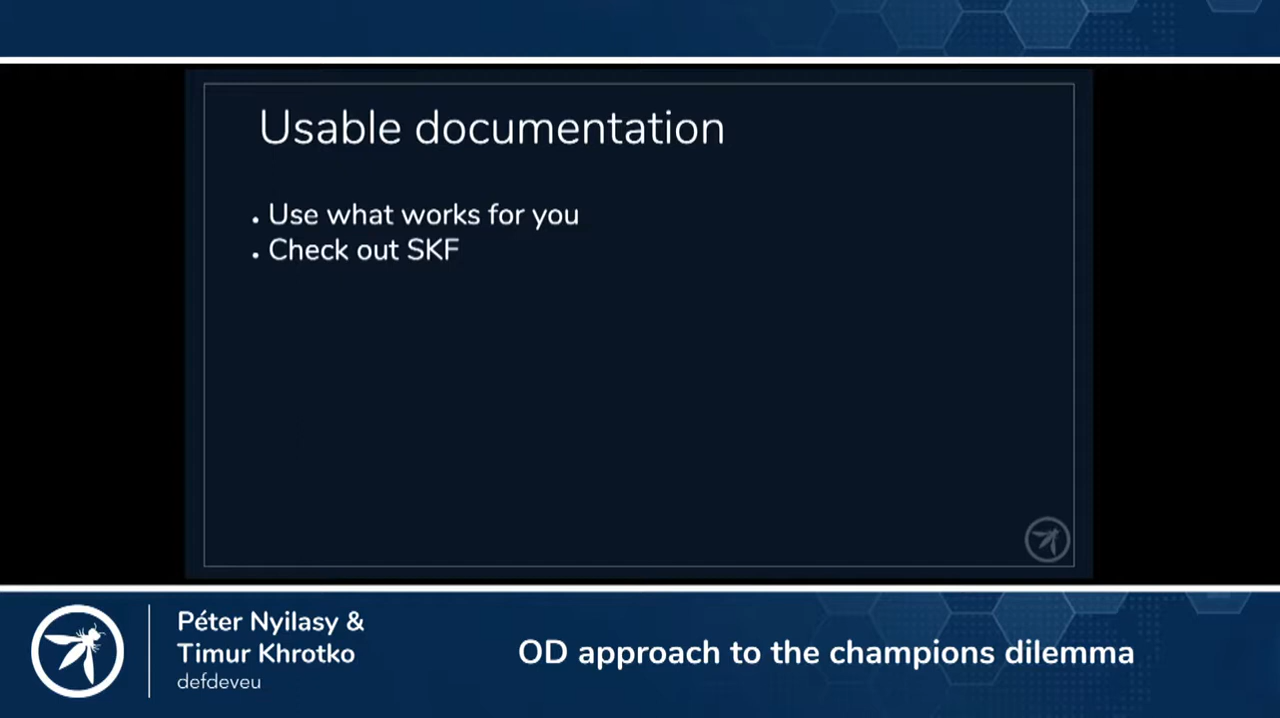 Usable documentation
• Use what works for you
• Check out SKF
Péter Nyilasy &
Timur Khrotko
defdeveu
OD approach to the champions dilemma